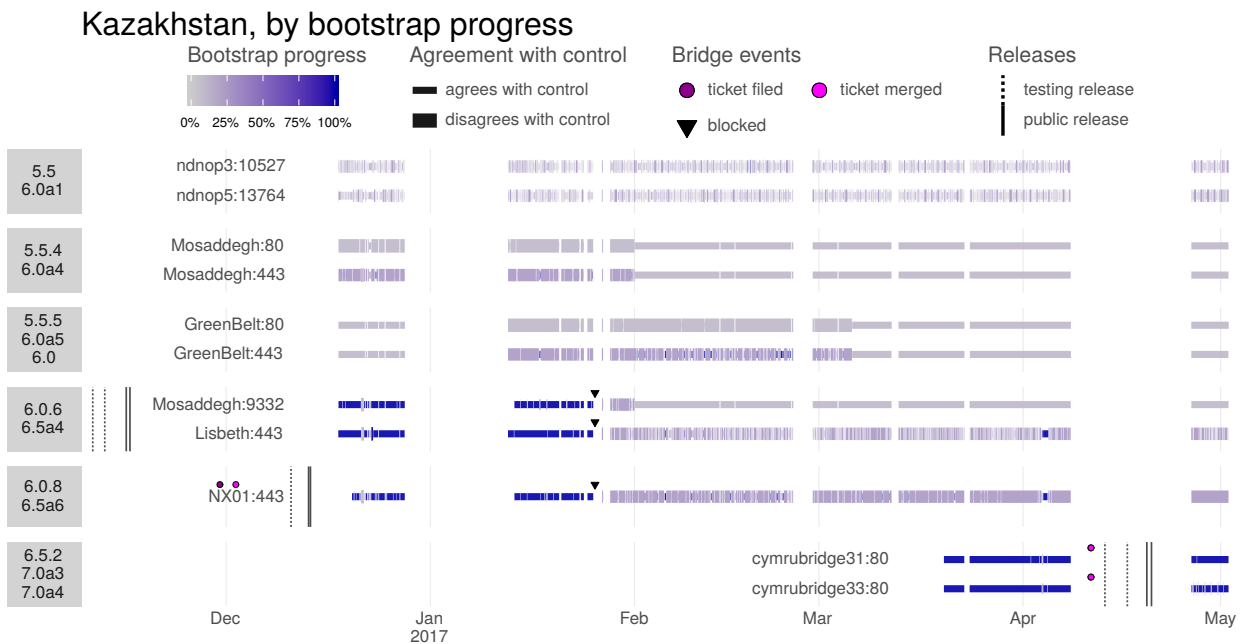 Kazakhstan, by bootstrap progress
Bootstrap progress
0% 25% 50% 75% 100%
Agreement with control
agrees with control
disagrees with control
Bridge events
ticket filed ticket merged
blocked
Releases
testing release
public release
5.5
6.0a1
ndnop3:10527
ndnop5:13764
5.5.4
6.0a4
Mosaddegh:80
Mosaddegh:443
5.5.5
6.0a5
6.0
GreenBelt:80
GreenBelt:443
6.0.6
6.5a4
Mosaddegh:9332
Lisbeth:443
6.0.8
6.5a6
NX01:443
6.5.2
7.0a3
7.0a4
cymrubridge31:80
cymrubridge33:80
Dec Jan Feb Mar Apr May
2017